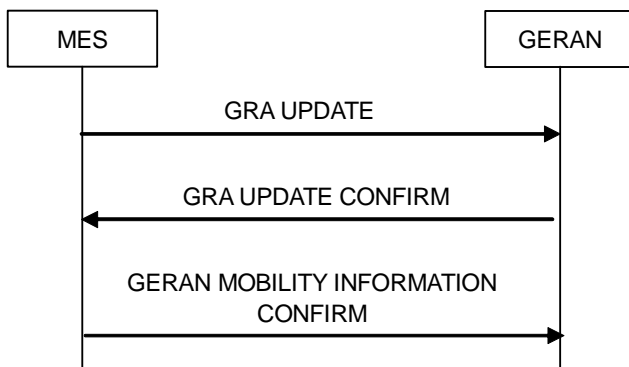 MES
GERAN
GRA UPDATE
GRA UPDATE CONFIRM
GERAN MOBILITY INFORMATION
CONFIRM